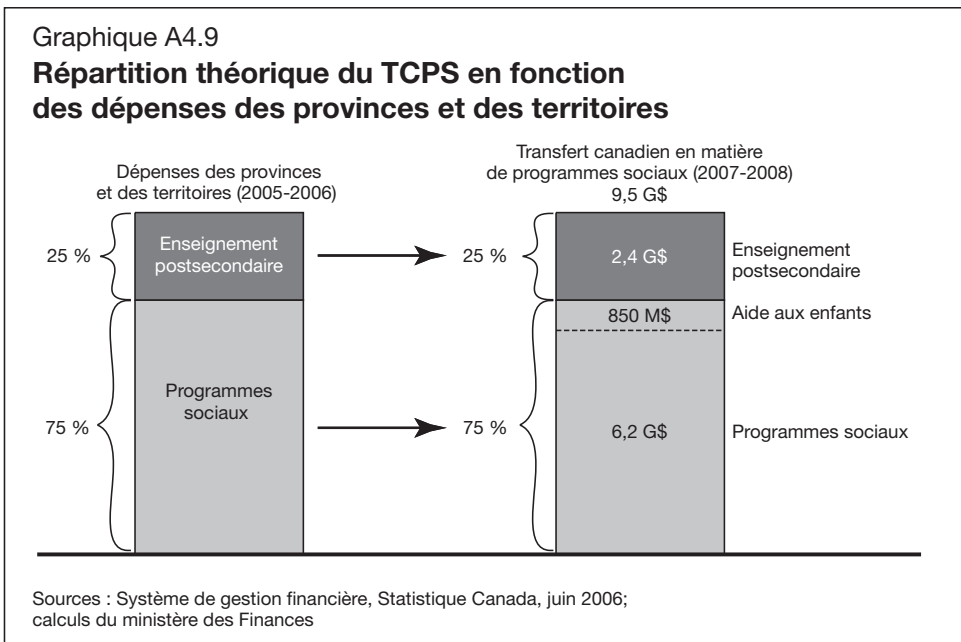 Graphique A4.9
Répartition théorique du TCPS en fonction
des dépenses des provinces et des territoires
Dépenses des provinces
et des territoires (2005-2006)
Transfert canadien en matière
de programmes sociaux (2007-2008)
9,5 G$
25 %
Enseignement
postsecondaire
25 %
2,4 G$
Enseignement
postsecondaire
850 M$
Aide aux enfants
75 %
Programmes
sociaux
75 %
6,2 G$
Programmes sociaux
Sources : Système de gestion financière, Statistique Canada, juin 2006;
calculs du ministère des Finances